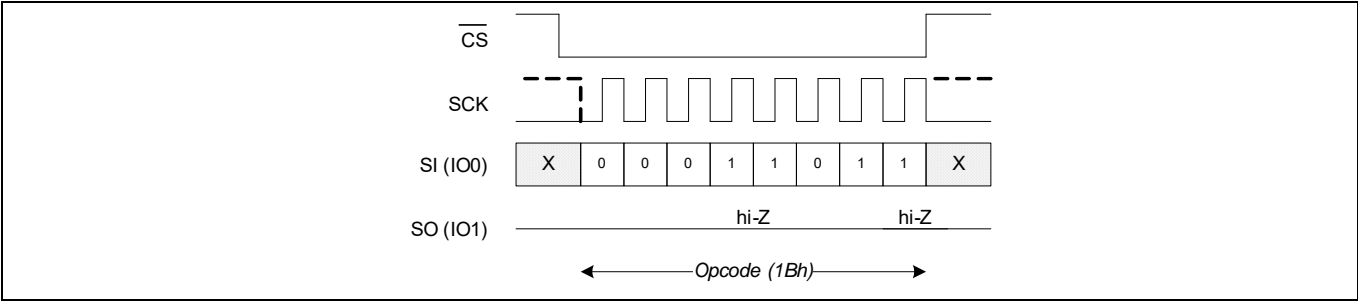 CS
SCK
SI (IO0) X 0 0 0 1 1 0 1 1 X
SO (IO1) hi-Z hi-Z
Opcode (1Bh)